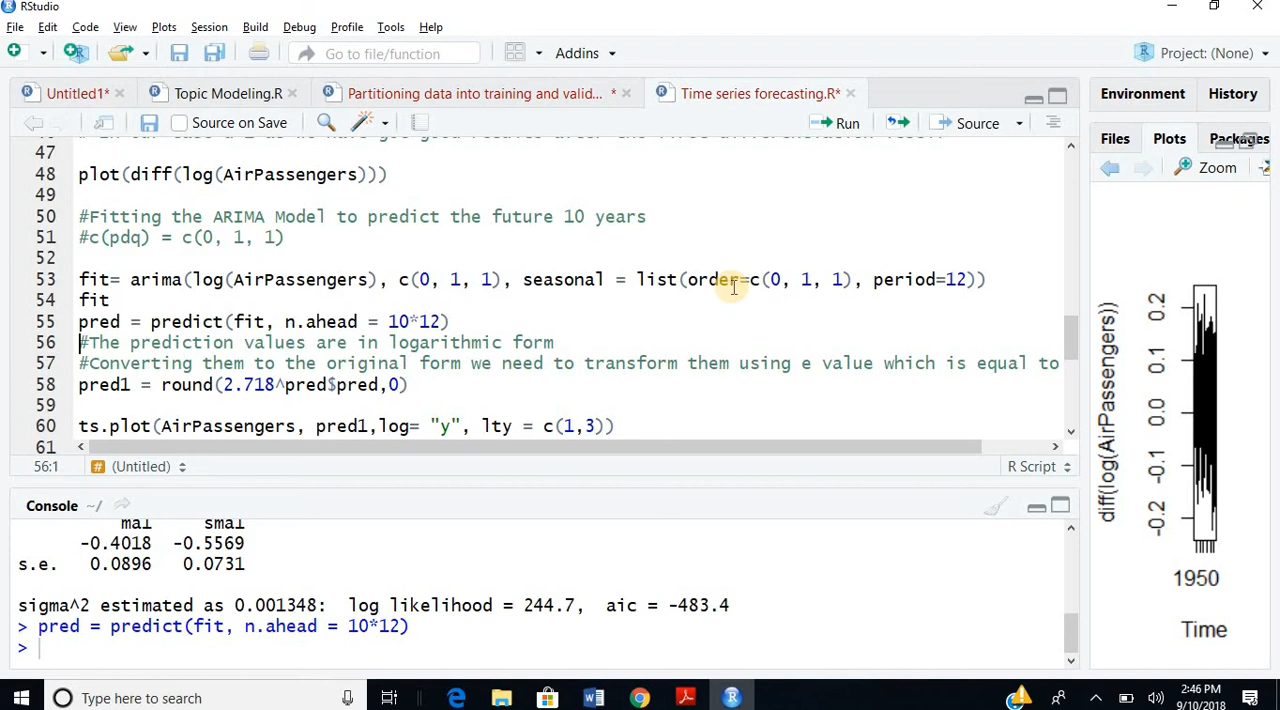 RStudio
File Edit Code View Plots Session Build Debug Profile Tools Help
Go to file/function Addins Project: (None)
Untitled1* Topic Modeling.R Partitioning data into training and valid... * Time series forecasting.R*
Environment History
Source on Save Run Source
Files Plots Packages
Zoom
47
48 plot(diff(log(AirPassengers)))
49
50 #Fitting the ARIMA Model to predict the future 10 years
51 #c(pdq) = c(0, 1, 1)
52
53 fit= arima(log(AirPassengers), c(0, 1, 1), seasonal = list(order=c(0, 1, 1), period=12))
54 fit
55 pred = predict(fit, n.ahead = 10*12)
56 #The prediction values are in logarithmic form
57 #Converting them to the original form we need to transform them using e value which is equal to
58 pred1 = round(2.718^pred$pred,0)
59
60 ts.plot(AirPassengers, pred1,log= "y", lty = c(1,3))
61
56:1 (Untitled) R Script
Console ~/
ma1 sma1
-0.4018 -0.5569
s.e. 0.0896 0.0731
sigma^2 estimated as 0.001348: log likelihood = 244.7, aic = -483.4
> pred = predict(fit, n.ahead = 10*12)
>
diff(log(AirPassengers))
0.2
0.1
0.0
-0.1
-0.2
1950
Time
Type here to search
2:46 PM
9/10/2018